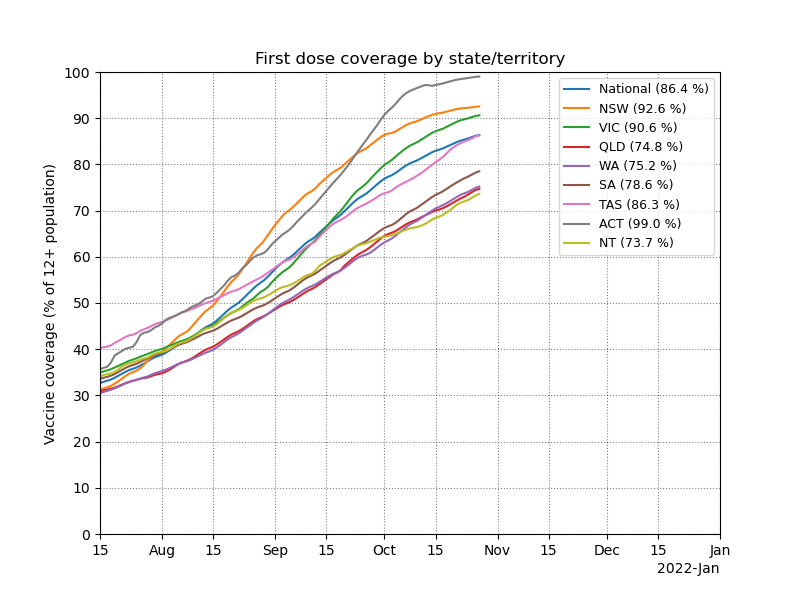 First dose coverage by state/territory
Vaccine coverage (% of 12+ population)
100
90
80
70
60
50
40
30
20
10
0
National (86.4 %)
NSW (92.6 %)
VIC (90.6 %)
QLD (74.8 %)
WA (75.2 %)
SA (78.6 %)
TAS (86.3 %)
ACT (99.0 %)
NT (73.7 %)
15 Aug 15 Sep 15 Oct 15 Nov 15 Dec 15 Jan
2022-Jan